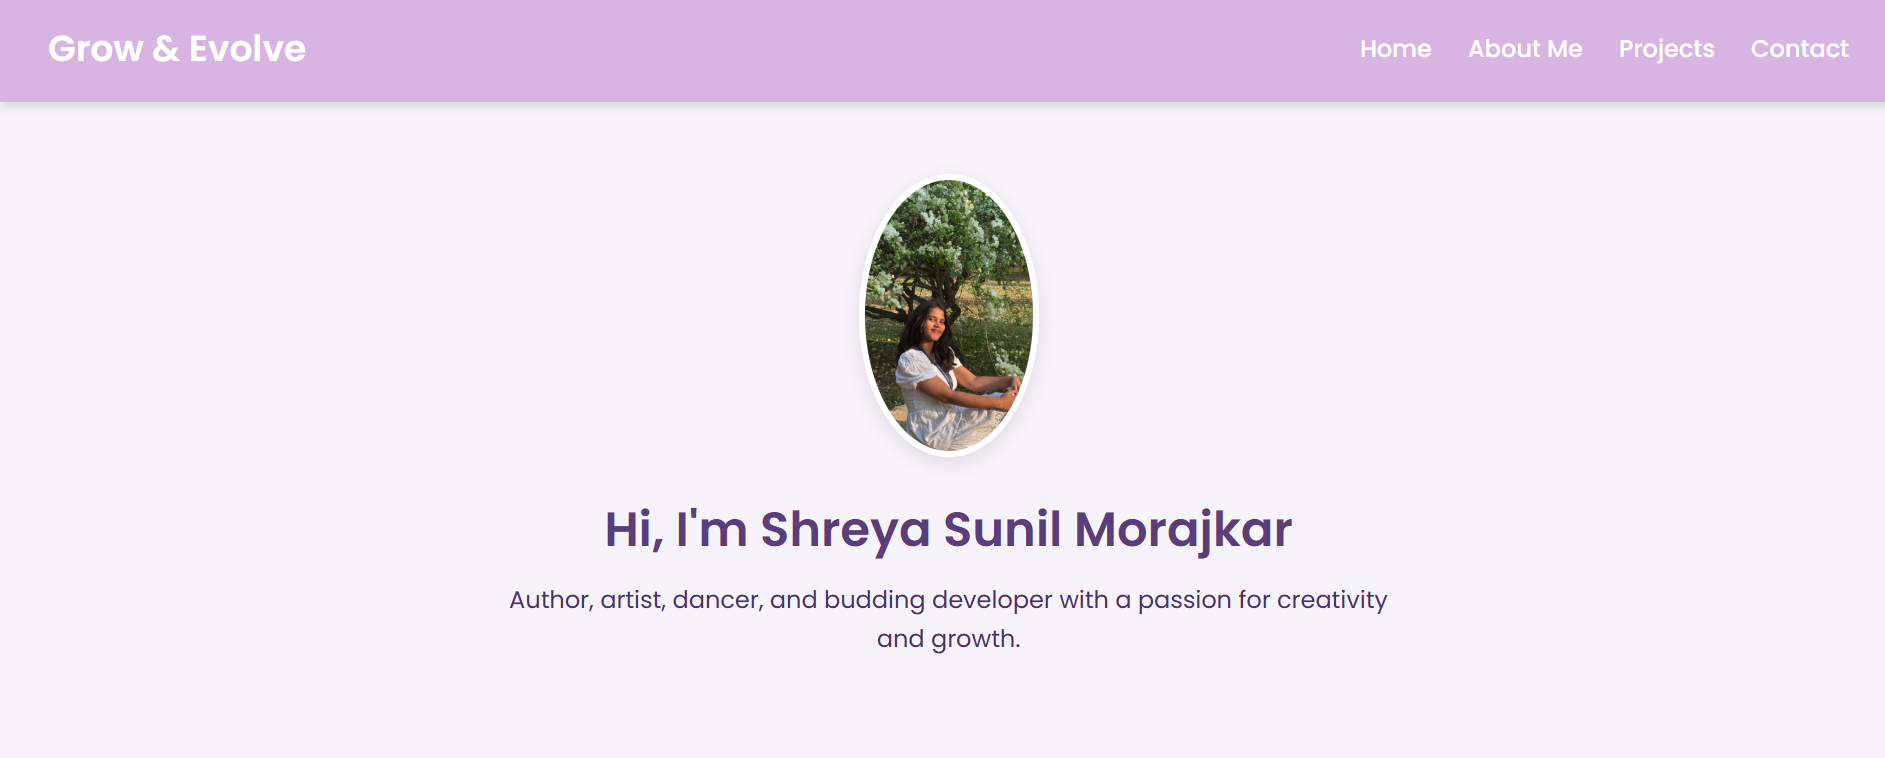 Grow & Evolve
Home About Me Projects Contact
Hi, I'm Shreya Sunil Morajkar
Author, artist, dancer, and budding developer with a passion for creativity
and growth.